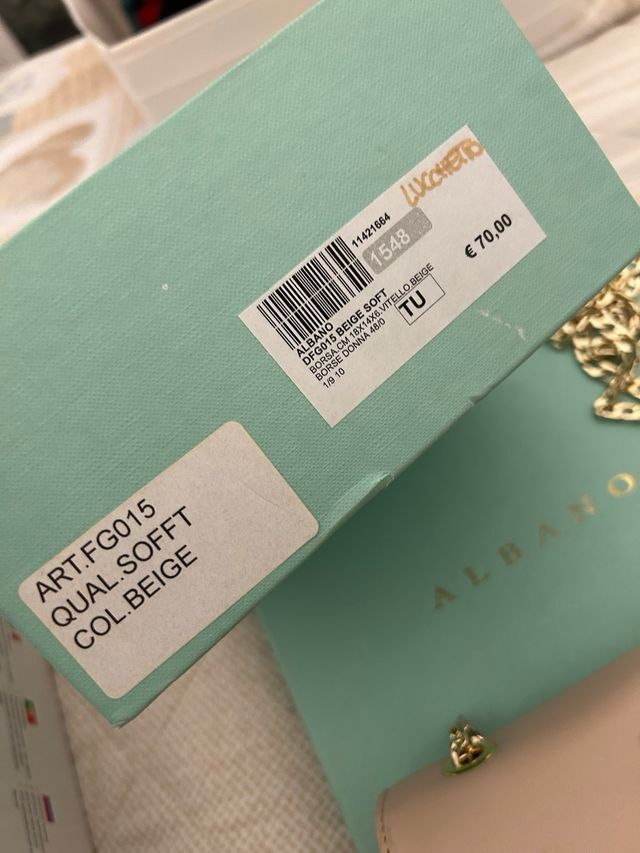 LUCCHETTO
11421664
1548
€ 70,00
ALBANO
DFG015 BEIGE SOFT
BORSA.CM 18X14X6.VITELLO.BEIGE
BORSE DONNA 48/0
TU
1/9 10
ART.FG015
QUAL.SOFFT
COL.BEIGE
ALBANO